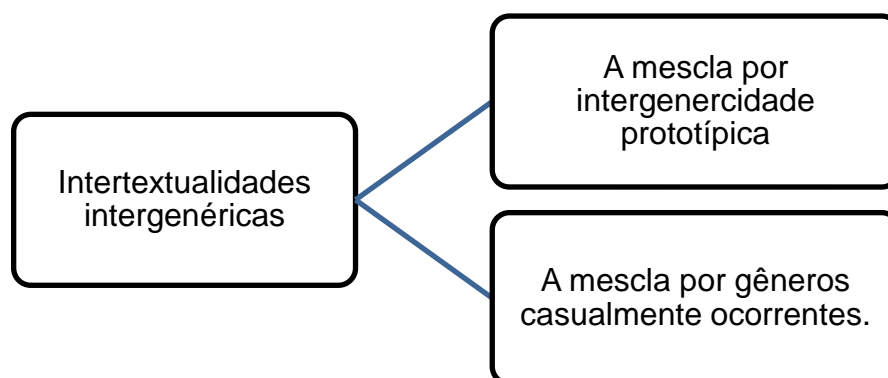 A mescla por
intergenercidade
prototípica
Intertextualidades
intergenéricas
A mescla por gêneros
casualmente ocorrentes.